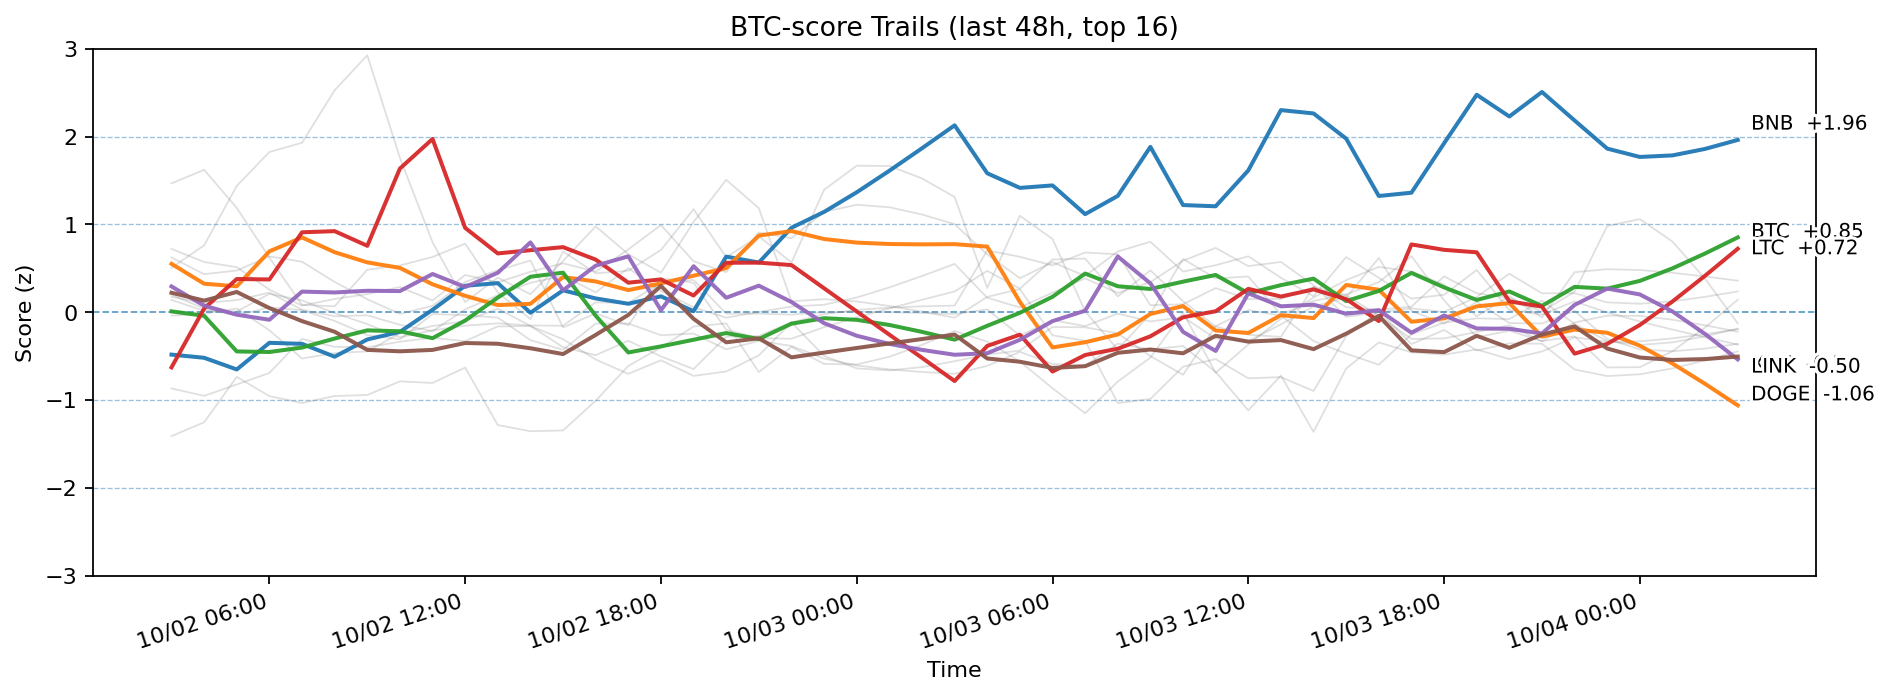 BTC-score Trails (last 48h, top 16)
Score (z)
3
2
1
0
−1
−2
−3
BNB +1.96
BTC +0.85
LTC +0.72
LINK -0.50
DOGE -1.06
10/02 06:00
10/02 12:00
10/02 18:00
10/03 00:00
10/03 06:00
10/03 12:00
10/03 18:00
10/04 00:00
Time